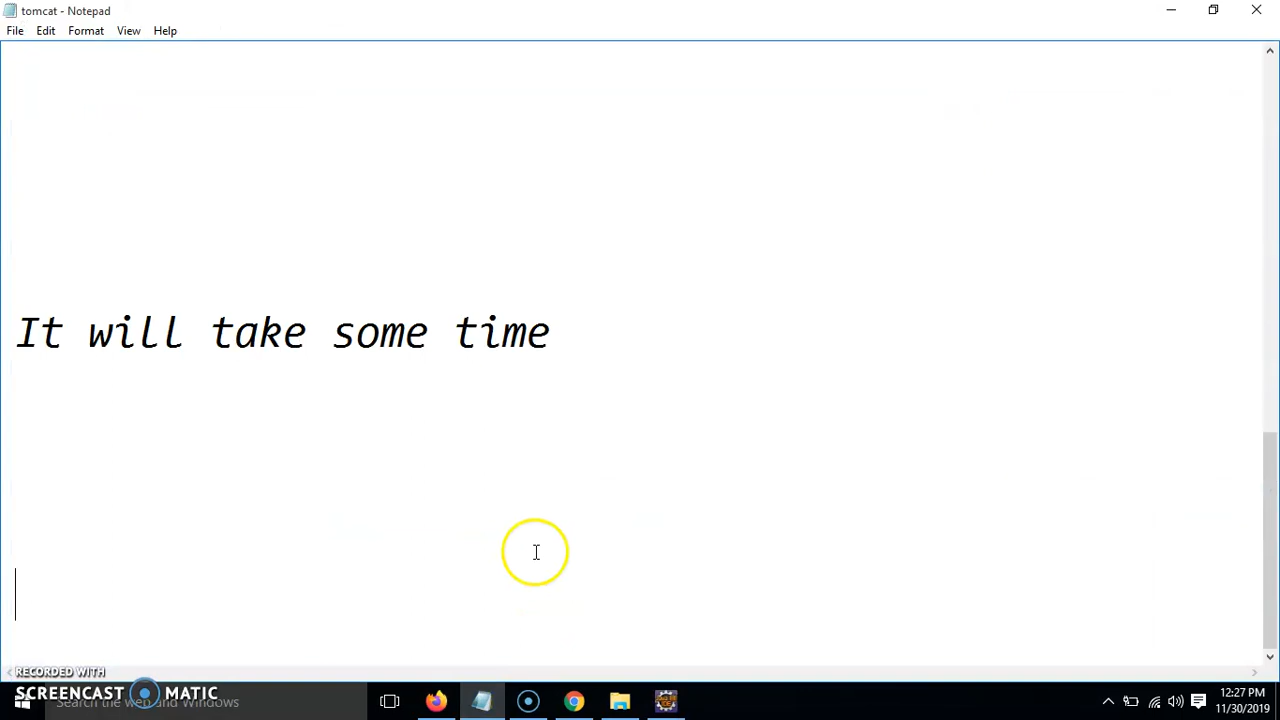 tomcat - Notepad
File Edit Format View Help
It will take some time
RECORDED WITH
SCREENCAST MATIC
Search the web and Windows
12:27 PM
11/30/2019